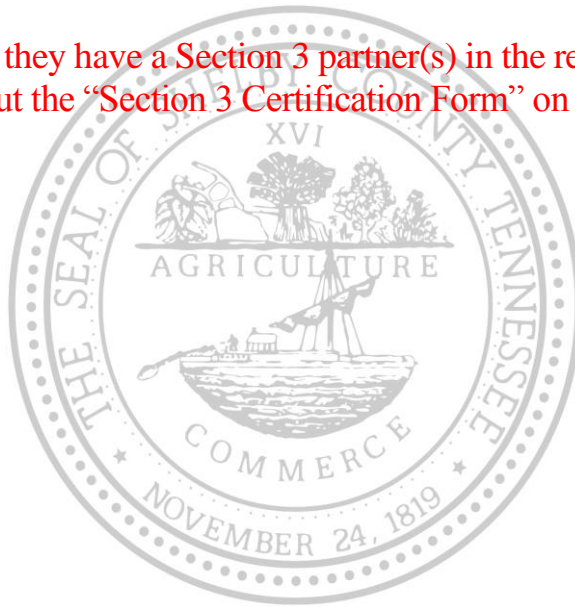 they have a Section 3 partner(s) in the re
ut the “Section 3 Certification Form” on
THE SEAL OF SHELBY COUNTY TENNESSEE
XVI
AGRICULTURE
COMMERCE
NOVEMBER 24, 1819